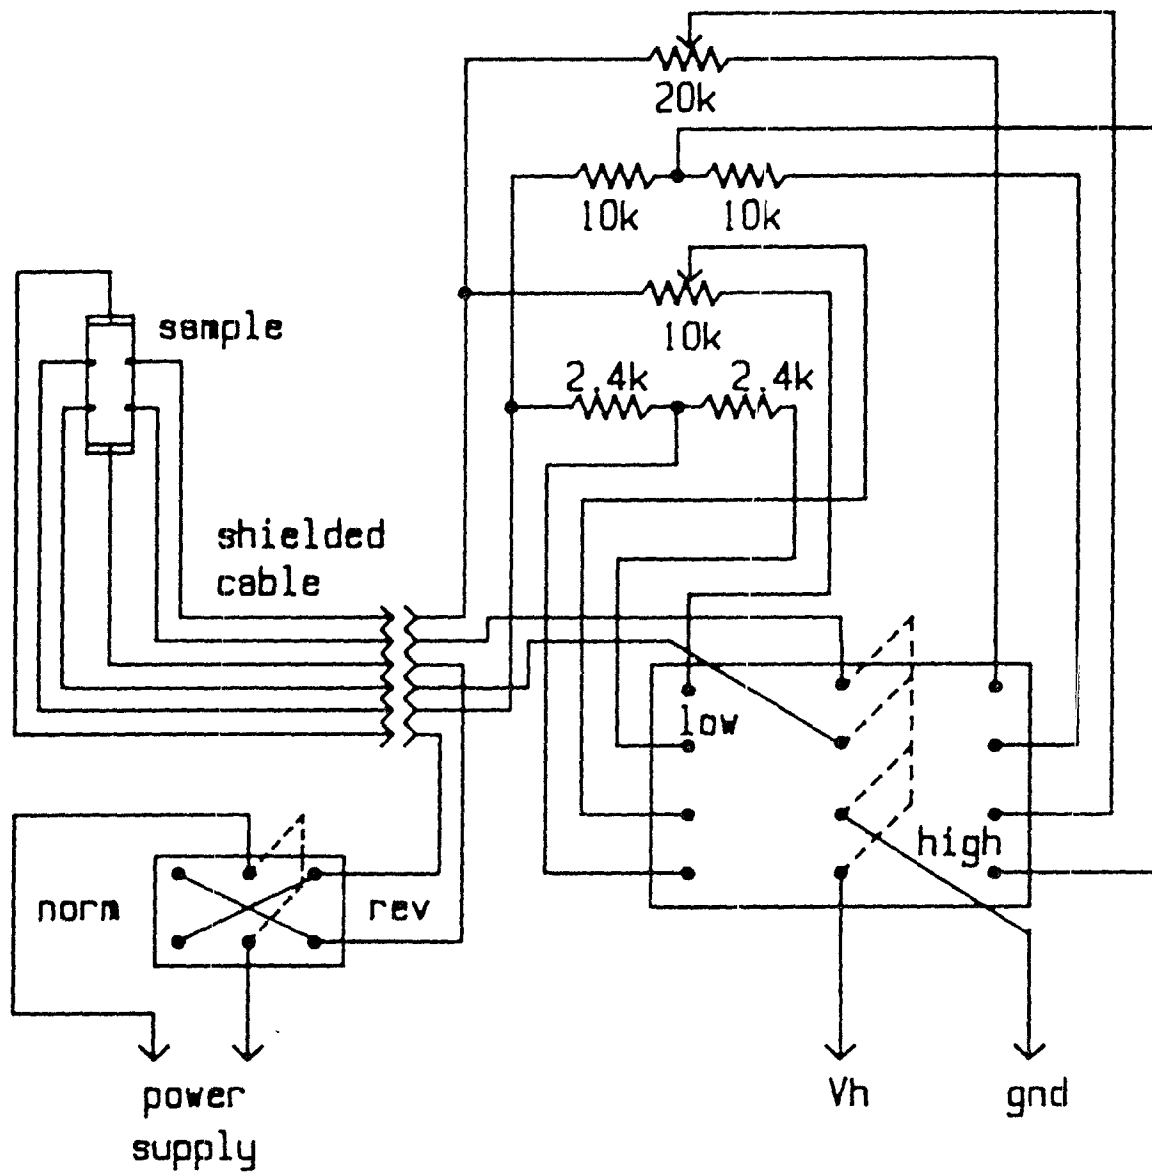 20k
10k 10k
sample
10k
2.4k 2.4k
shielded
cable
low
high
norm rev
power
supply
Vh gnd